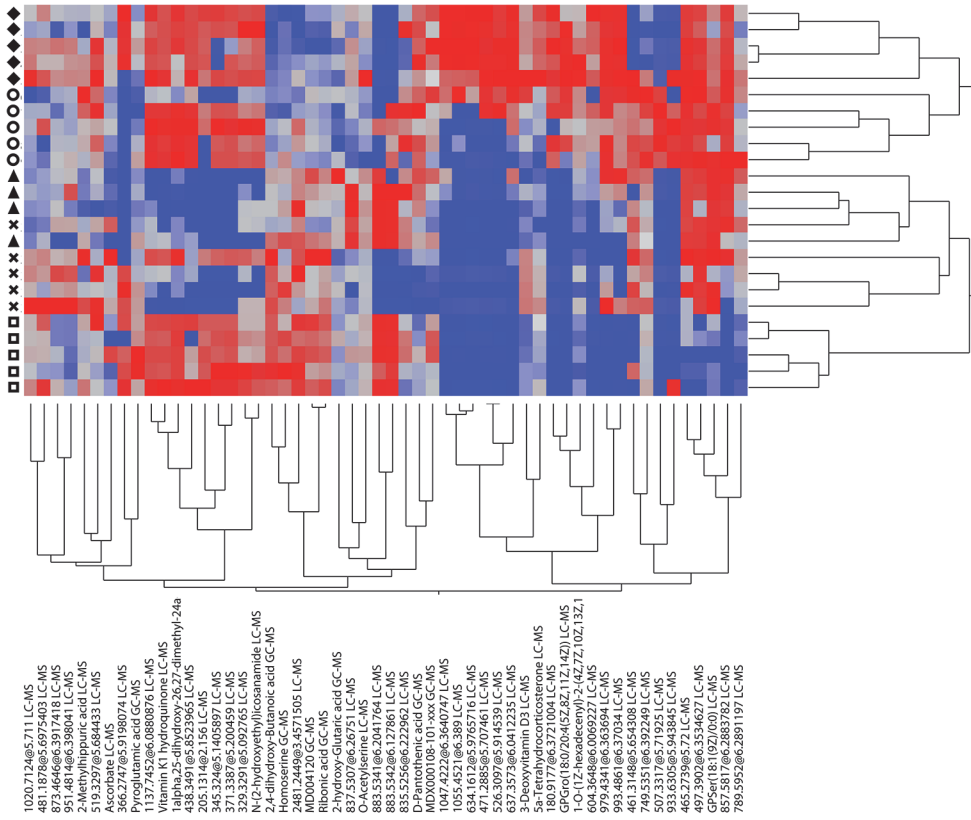 1020.7124@5.711 LC-MS
481.1878@5.6975403 LC-MS
873.4646@6.3917418 LC-MS
951.4814@6.398041 LC-MS
2-Methylhippuric acid LC-MS
519.3297@5.684433 LC-MS
Ascorbate LC-MS
366.2747@5.9198074 LC-MS
Pyroglutamic acid GC-MS
1137.7452@6.0880876 LC-MS
Vitamin K1 hydroquinone LC-MS
1alpha,25-dihydroxy-26,27-dimethyl-24a
438.3491@5.8523965 LC-MS
205.1314@2.156 LC-MS
345.324@5.1405897 LC-MS
371.3387@5.200459 LC-MS
329.3291@5.092765 LC-MS
N-(2-hydroxyethyl)icosanamide LC-MS
2,4-dihydroxy-Butanoic acid GC-MS
Homoserine GC-MS
2481.2449@3.4571505 LC-MS
MD004120 GC-MS
Ribonic acid GC-MS
2-hydroxy-Glutaric acid GC-MS
837.5307@6.267351 LC-MS
O-Acetylserine LC-MS
883.5341@6.2041764 LC-MS
883.5342@6.127861 LC-MS
835.5256@6.222962 LC-MS
D-Pantothenic acid GC-MS
MDX000108-101-xxx GC-MS
1047.4222@6.3640747 LC-MS
1055.4521@6.389 LC-MS
634.1612@5.9765716 LC-MS
471.2885@5.707461 LC-MS
526.3097@5.914539 LC-MS
637.3573@6.0412235 LC-MS
3-Deoxyvitamin D3 LC-MS
5a-Tetrahydrocorticosterone LC-MS
180.9177@6.3721004 LC-MS
GPGro(18:0/20:4(5Z,8Z,11Z,14Z)) LC-MS
1-O-(1Z-hexadecenyl)-2-(4Z,7Z,10Z,13Z,1
604.3648@6.0069227 LC-MS
979.4341@6.363694 LC-MS
993.4861@6.37034 LC-MS
461.3148@5.6654308 LC-MS
749.5351@6.392249 LC-MS
507.3317@5.7119251 LC-MS
933.6305@5.9438454 LC-MS
465.2739@5.72 LC-MS
497.3902@6.3534627 LC-MS
GPSer(18:1(9Z)/0:0) LC-MS
857.5817@6.2883782 LC-MS
789.5952@6.2891197 LC-MS